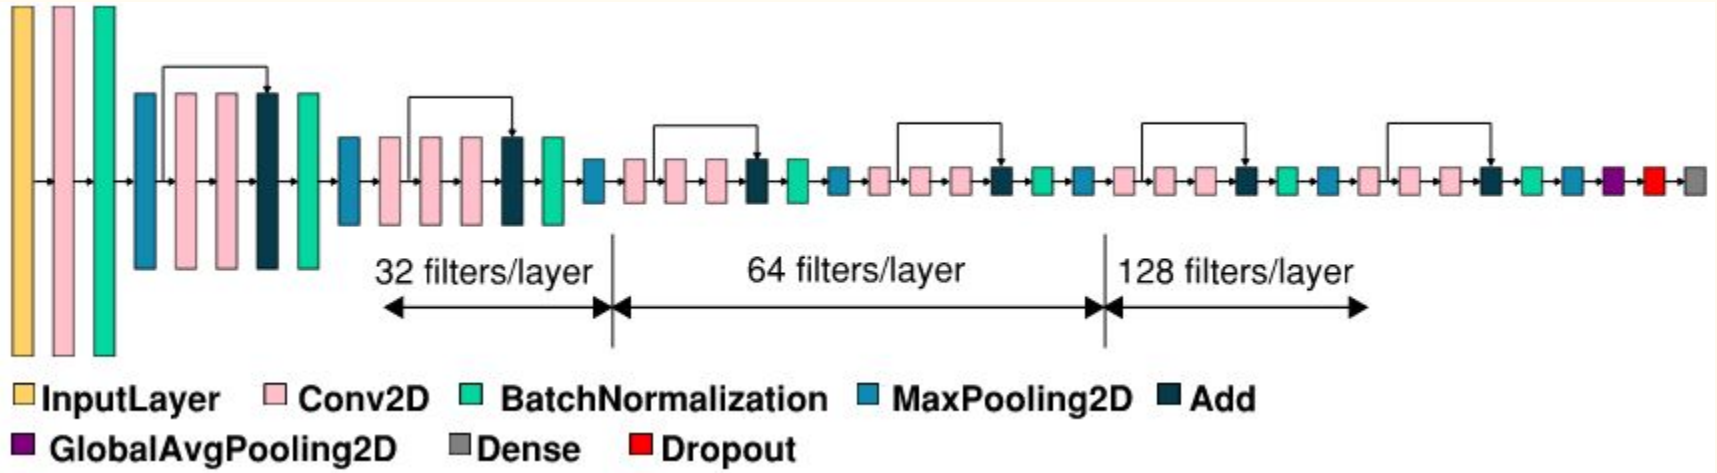 32 filters/layer 64 filters/layer 128 filters/layer
InputLayer Conv2D BatchNormalization MaxPooling2D Add
GlobalAvgPooling2D Dense Dropout